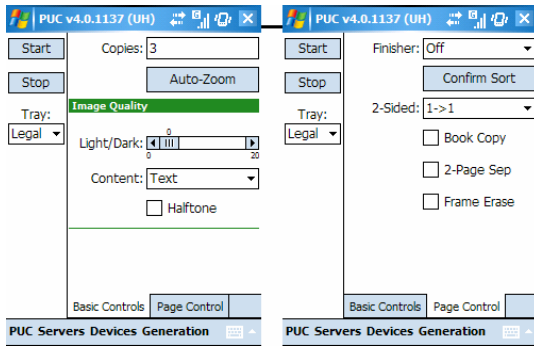 PUC v4.0.1137 (UH)
Start
Copies: 3
Stop
Auto-Zoom
Tray:
Legal
Image Quality
Light/Dark:
0
0
20
Content: Text
Halftone
Basic Controls
Page Control
PUC Servers Devices Generation
PUC v4.0.1137 (UH)
Start
Finisher: Off
Stop
Confirm Sort
Tray:
Legal
2-Sided: 1->1
Book Copy
2-Page Sep
Frame Erase
Basic Controls
Page Control
PUC Servers Devices Generation